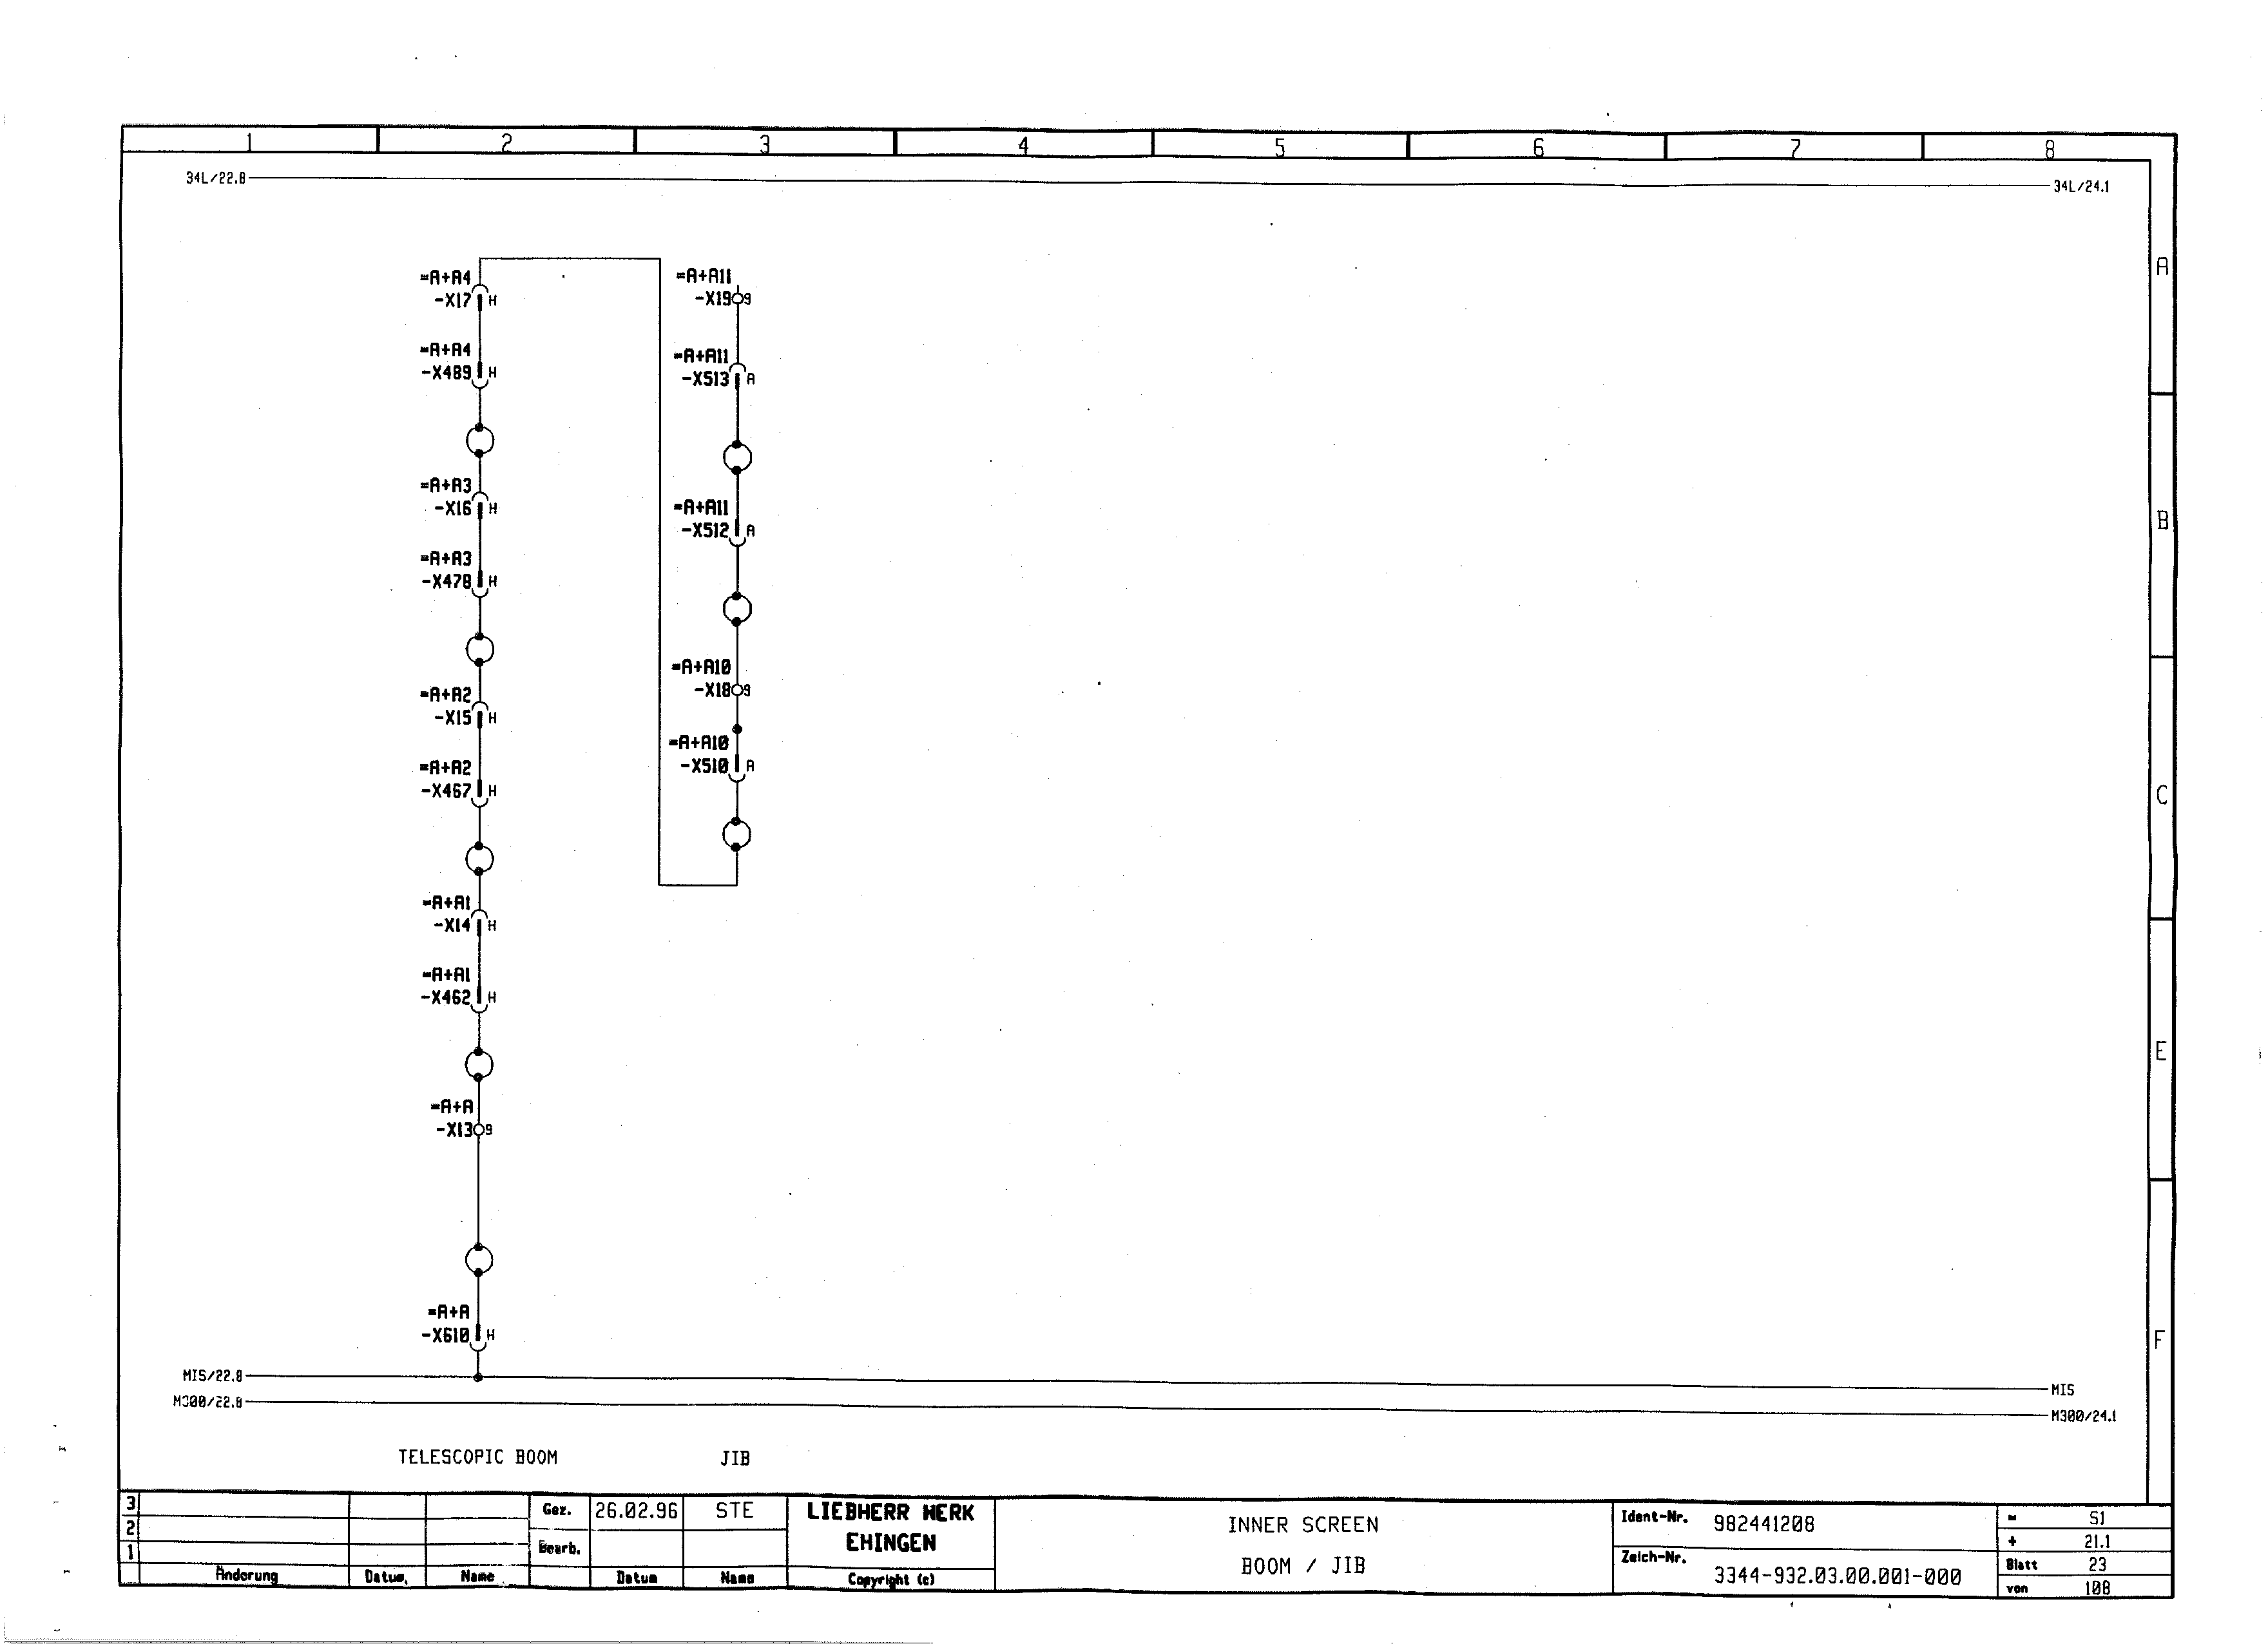 1 2 3 4 5 6 7 8
34L/22.8 34L/24.1
A
=A+A4
-X17 H
=A+A4
-X489 H
=A+A3
-X16 H
=A+A3
-X478 H
=A+A2
-X15 H
=A+A2
-X467 H
=A+A1
-X14 H
=A+A1
-X462 H
=A+A
-X13 9
=A+A
-X610 H
=A+A11
-X19 9
=A+A11
-X513 A
=A+A11
-X512 A
=A+A10
-X18 9
=A+A10
-X510 A
B
C
E
F
MIS/22.8 MIS
M300/22.8 M300/24.1
TELESCOPIC BOOM JIB
3
2
1
Änderung Datum. Name
Gez. 26.02.96 STE
Bearb.
Datum Name
LIEBHERR WERK
EHINGEN
Copyright (c)
INNER SCREEN
BOOM / JIB
Ident-Nr. 982441208
Zeich-Nr. 3344-932.03.00.001-000
= S1
+ 21.1
Blatt 23
von 108